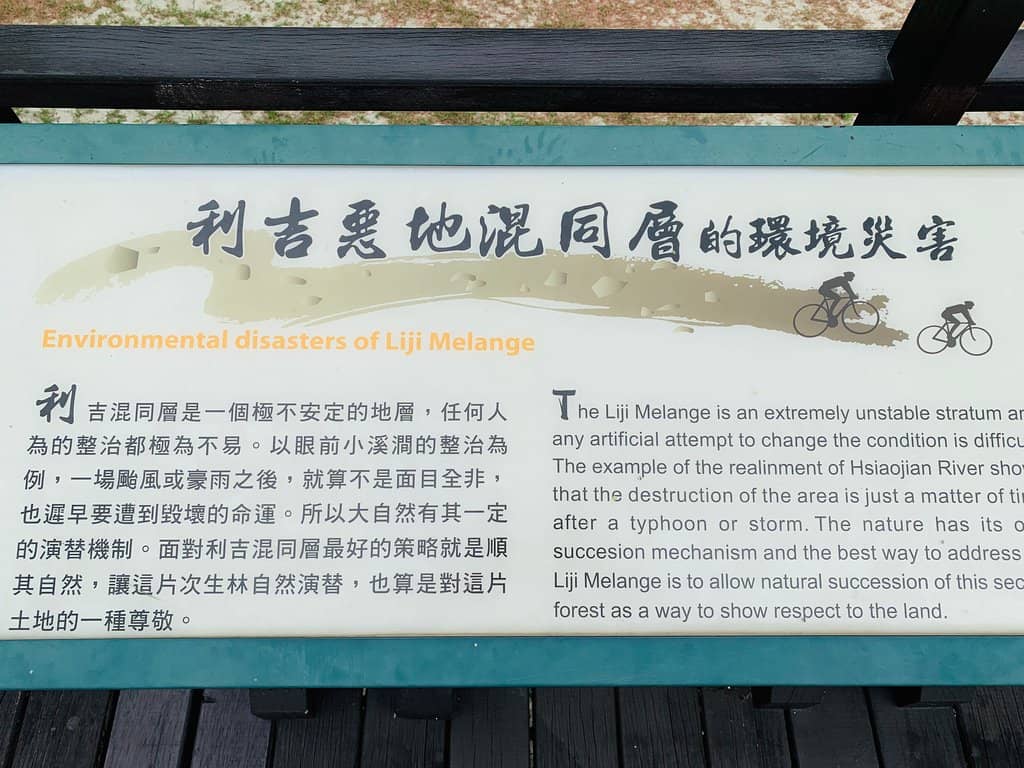 利吉惡地混同層的環境災害
Environmental disasters of Liji Melange
利吉混同層是一個極不安定的地層，任何人
為的整治都極為不易。以眼前小溪澗的整治為
例，一場颱風或豪雨之後，就算不是面目全非，
也遲早要遭到毀壞的命運。所以大自然有其一定
的演替機制。面對利吉混同層最好的策略就是順
其自然，讓這片次生林自然演替，也算是對這片
土地的一種尊敬。
The Liji Melange is an extremely unstable stratum
any artificial attempt to change the condition is
The example of the realinment of Hsiaojian River
that the destruction of the area is just a matter of
after a typhoon or storm. The nature has its
succesion mechanism and the best way to address
Liji Melange is to allow natural succession of this
forest as a way to show respect to the land.